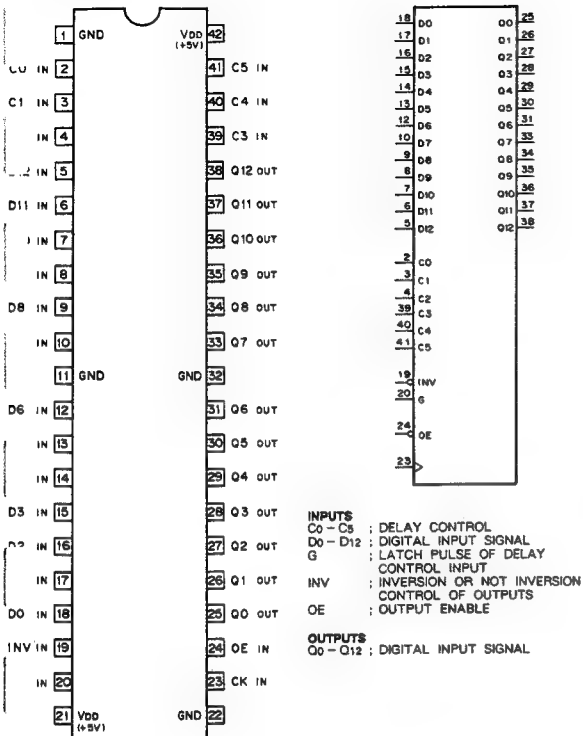 1 GND VDD 42
(+5V)
IN 2 41 C5 IN
C1 IN 3 40 C4 IN
IN 4 39 C3 IN
IN 5 38 Q12 OUT
D11 IN 6 37 Q11 OUT
IN 7 36 Q10 OUT
IN 8 35 Q9 OUT
D8 IN 9 34 Q8 OUT
IN 10 33 Q7 OUT
11 GND GND 32
D6 IN 12 31 Q6 OUT
IN 13 30 Q5 OUT
IN 14 29 Q4 OUT
D3 IN 15 28 Q3 OUT
IN 16 27 Q2 OUT
IN 17 26 Q1 OUT
D0 IN 18 25 Q0 OUT
INV IN 19 24 OE IN
IN 20 23 CK IN
21 VDD GND 22
(+5V)
18 D0 Q0 25
17 D1 Q1 26
16 D2 Q2 27
15 D3 Q3 28
14 D4 Q4 29
13 D5 Q5 30
12 D6 Q6 31
10 D7 Q7 33
9 D8 Q8 34
8 D9 Q9 35
7 D10 Q10 36
6 D11 Q11 37
5 D12 Q12 38
2 C0
3 C1
4 C2
39 C3
40 C4
41 C5
19 INV
20 G
24 OE
23
INPUTS
C0 – C5 ; DELAY CONTROL
D0 – D12 ; DIGITAL INPUT SIGNAL
G ; LATCH PULSE OF DELAY
CONTROL INPUT
INV ; INVERSION OR NOT INVERSION
CONTROL OF OUTPUTS
OE ; OUTPUT ENABLE
OUTPUTS
Q0 – Q12 ; DIGITAL INPUT SIGNAL